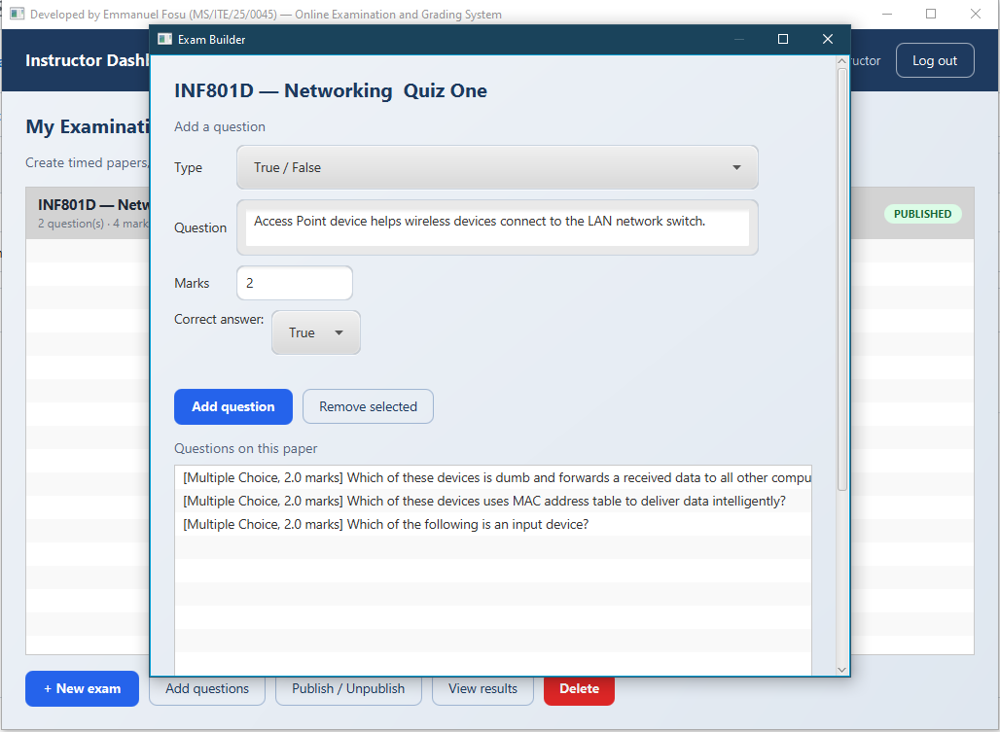 Developed by Emmanuel Fosu (MS/ITE/25/0045) — Online Examination and Grading System
Exam Builder
Instructor Dashl
uctor
Log out
INF801D — Networking  Quiz One
My Examinati
Add a question
Create timed papers,
Type
True / False
INF801D — Netw
2 question(s) · 4 mark
PUBLISHED
Question
Access Point device helps wireless devices connect to the LAN network switch.
Marks
2
Correct answer:
True
Add question
Remove selected
Questions on this paper
[Multiple Choice, 2.0 marks] Which of these devices is dumb and forwards a received data to all other compu
[Multiple Choice, 2.0 marks] Which of these devices uses MAC address table to deliver data intelligently?
[Multiple Choice, 2.0 marks] Which of the following is an input device?
+ New exam
Add questions
Publish / Unpublish
View results
Delete